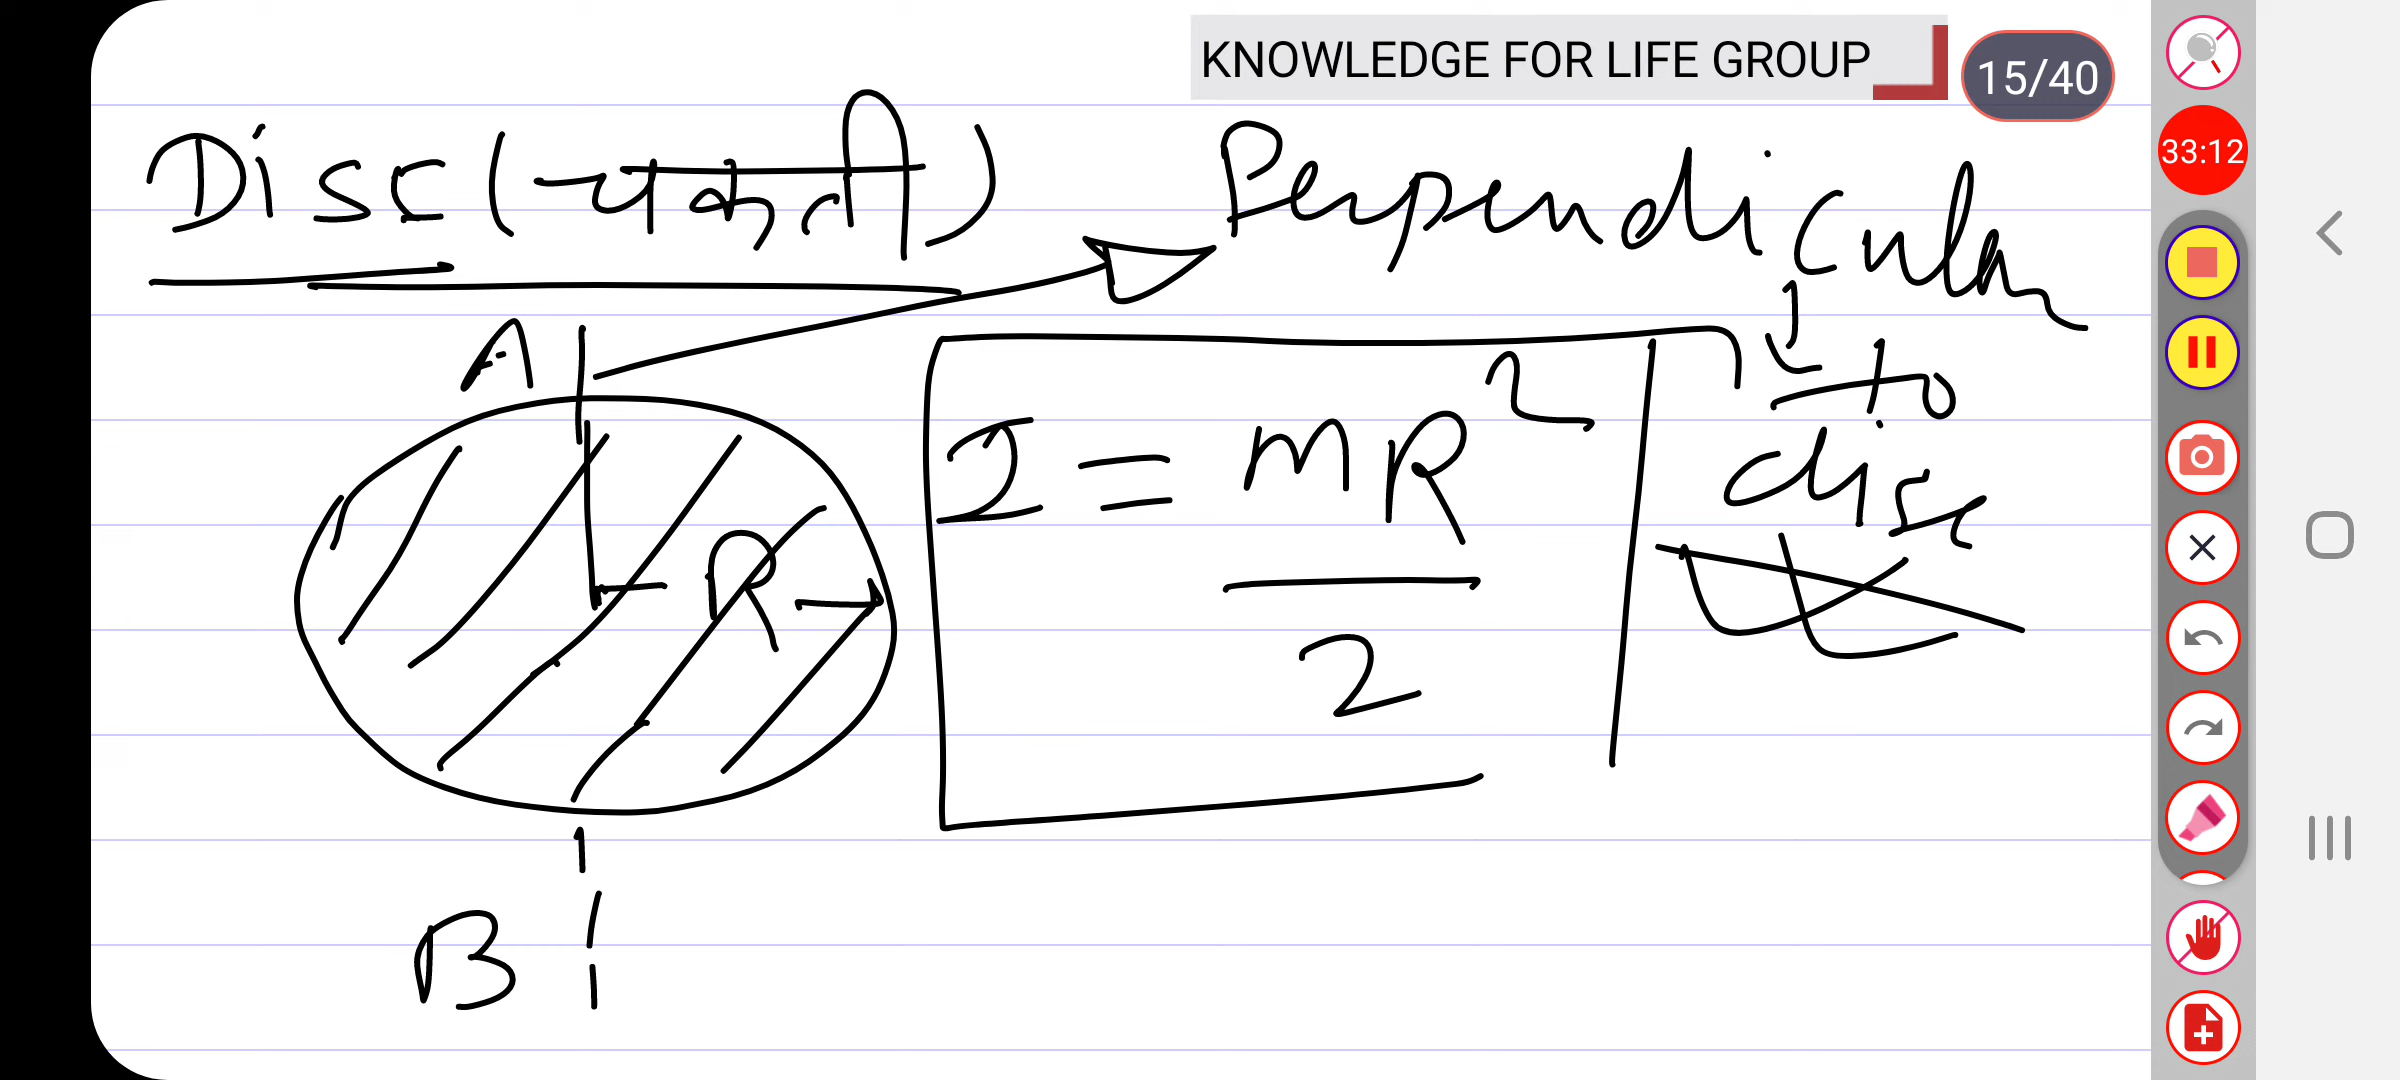 KNOWLEDGE FOR LIFE GROUP
15/40
33:12
Disc (चकती)
Perpendicular
to
disc
A
R
I = MR²
2
B